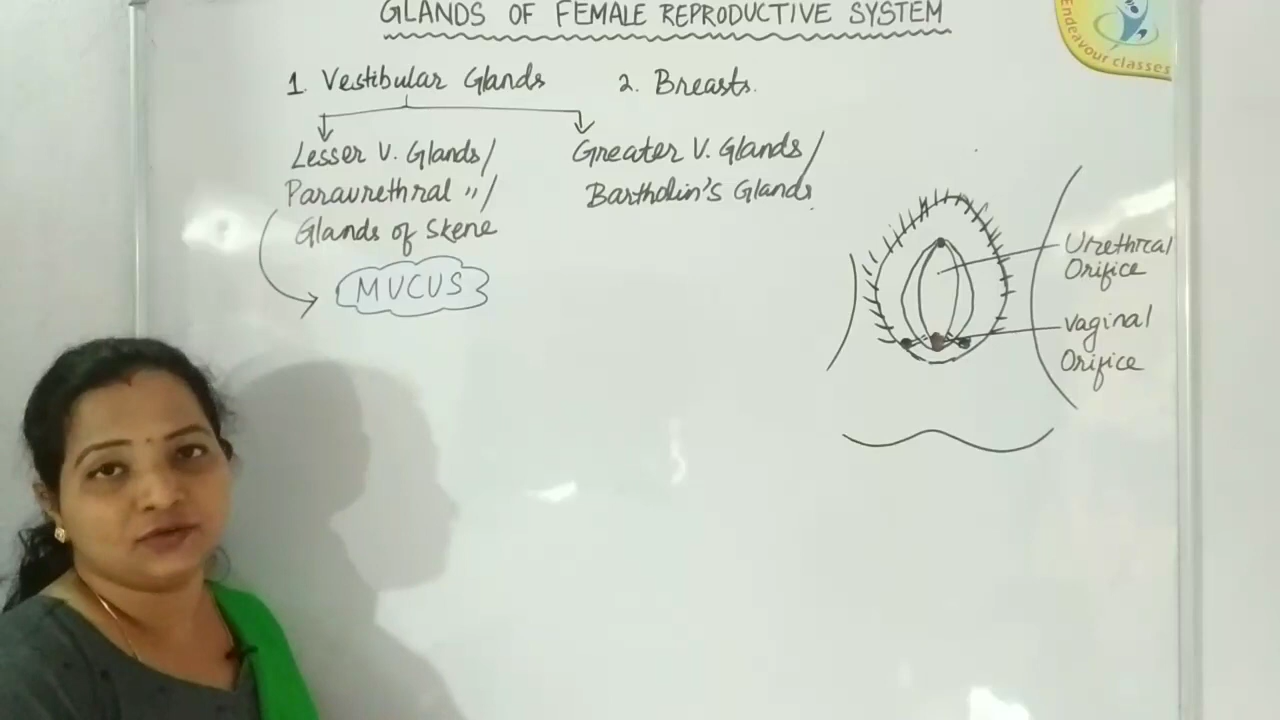 GLANDS OF FEMALE REPRODUCTIVE SYSTEM
Endeavour classes
1. Vestibular Glands
2. Breasts.
Lesser V. Glands/
Paraurethral "/
Glands of Skene
MUCUS
Greater V. Glands/
Bartholin's Glands
Urethral
Orifice
Vaginal
Orifice